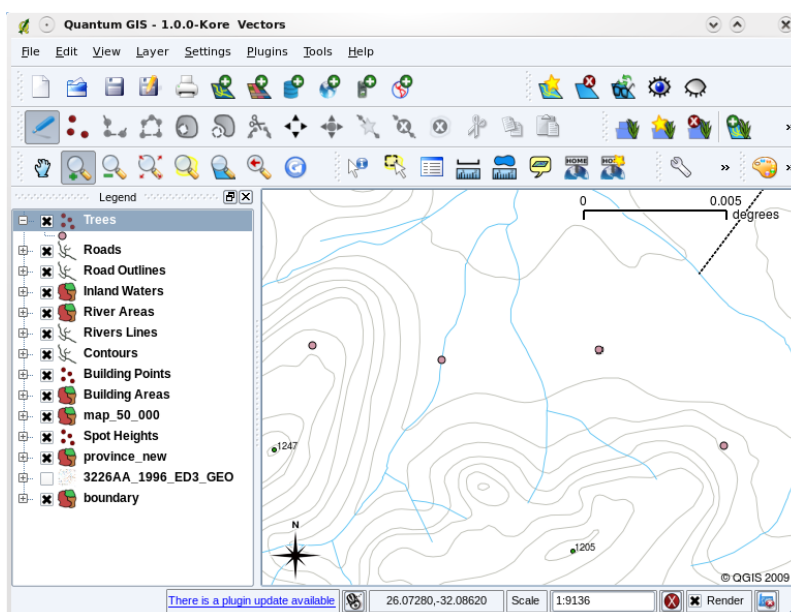 Quantum GIS - 1.0.0-Kore Vectors
File Edit View Layer Settings Plugins Tools Help
HOME HO
» » »
Legend
Trees
Roads
Road Outlines
Inland Waters
River Areas
Rivers Lines
Contours
Building Points
Building Areas
map_50_000
Spot Heights
province_new
3226AA_1996_ED3_GEO
boundary
0 0.005
degrees
1247
1205
N
© QGIS 2009
There is a plugin update available 26.07280,-32.08620 Scale 1:9136 Render